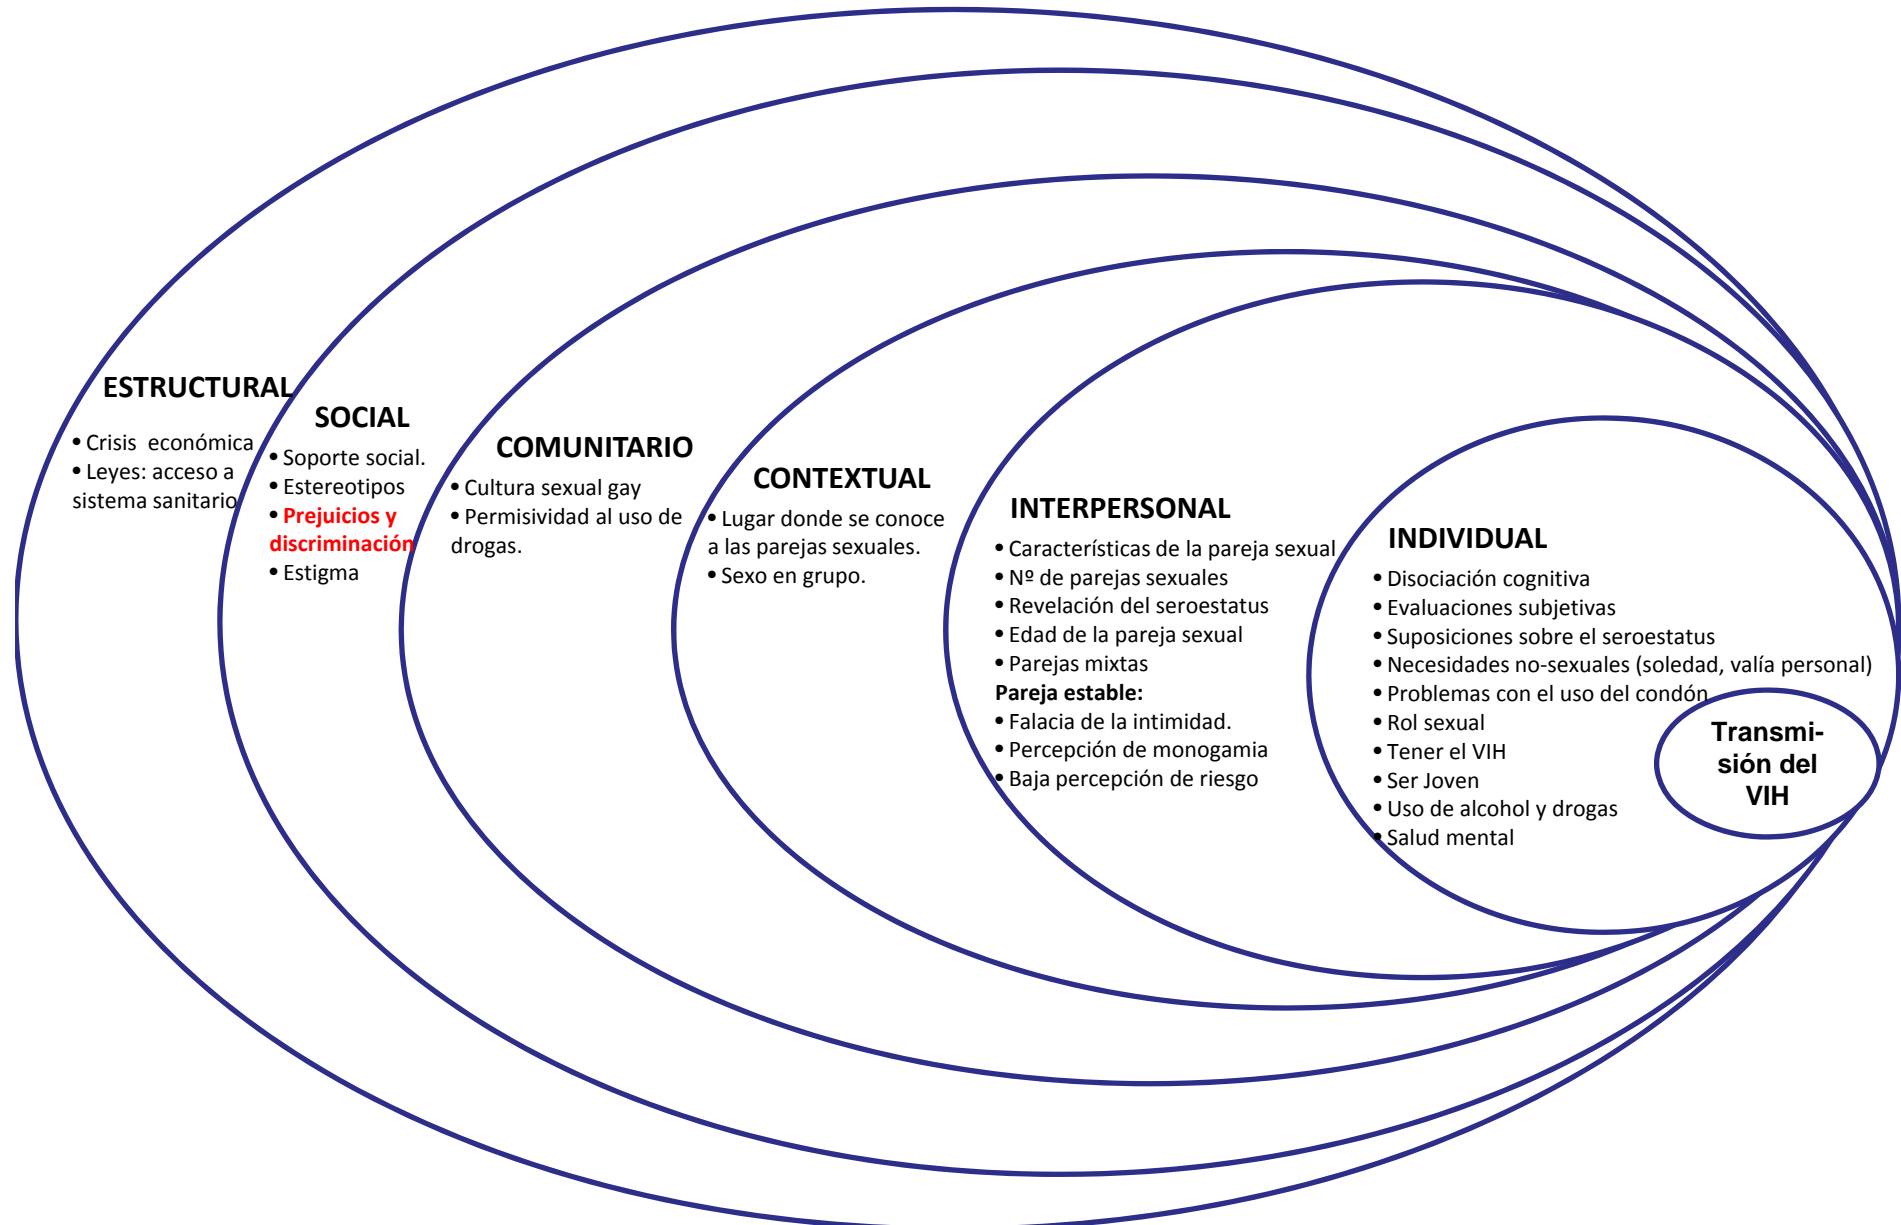 ESTRUCTURAL
• Crisis económica
• Leyes: acceso a
sistema sanitario
SOCIAL
• Soporte social.
• Estereotipos
• Prejuicios y
discriminación
• Estigma
COMUNITARIO
• Cultura sexual gay
• Permisividad al uso de
drogas.
CONTEXTUAL
• Lugar donde se conoce
a las parejas sexuales.
• Sexo en grupo.
INTERPERSONAL
• Características de la pareja sexual
• Nº de parejas sexuales
• Revelación del seroestatus
• Edad de la pareja sexual
• Parejas mixtas
Pareja estable:
• Falacia de la intimidad.
• Percepción de monogamia
• Baja percepción de riesgo
INDIVIDUAL
• Disociación cognitiva
• Evaluaciones subjetivas
• Suposiciones sobre el seroestatus
• Necesidades no-sexuales (soledad, valía personal)
• Problemas con el uso del condón
• Rol sexual
• Tener el VIH
• Ser Joven
• Uso de alcohol y drogas
• Salud mental
Transmi-
sión del
VIH